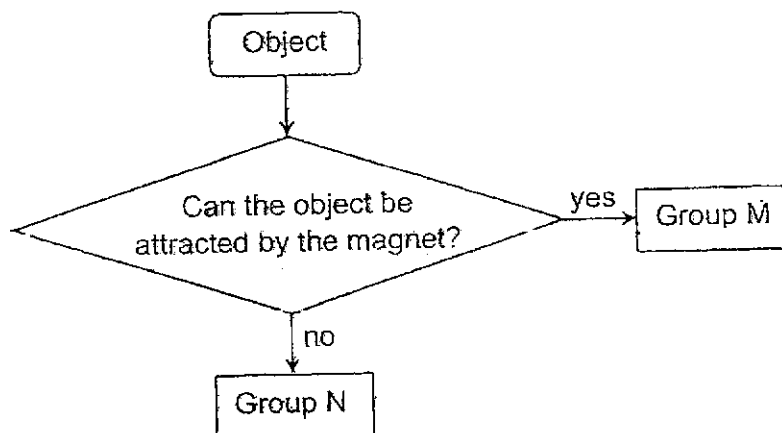 Object
Can the object be
attracted by the magnet?
yes
Group M
no
Group N